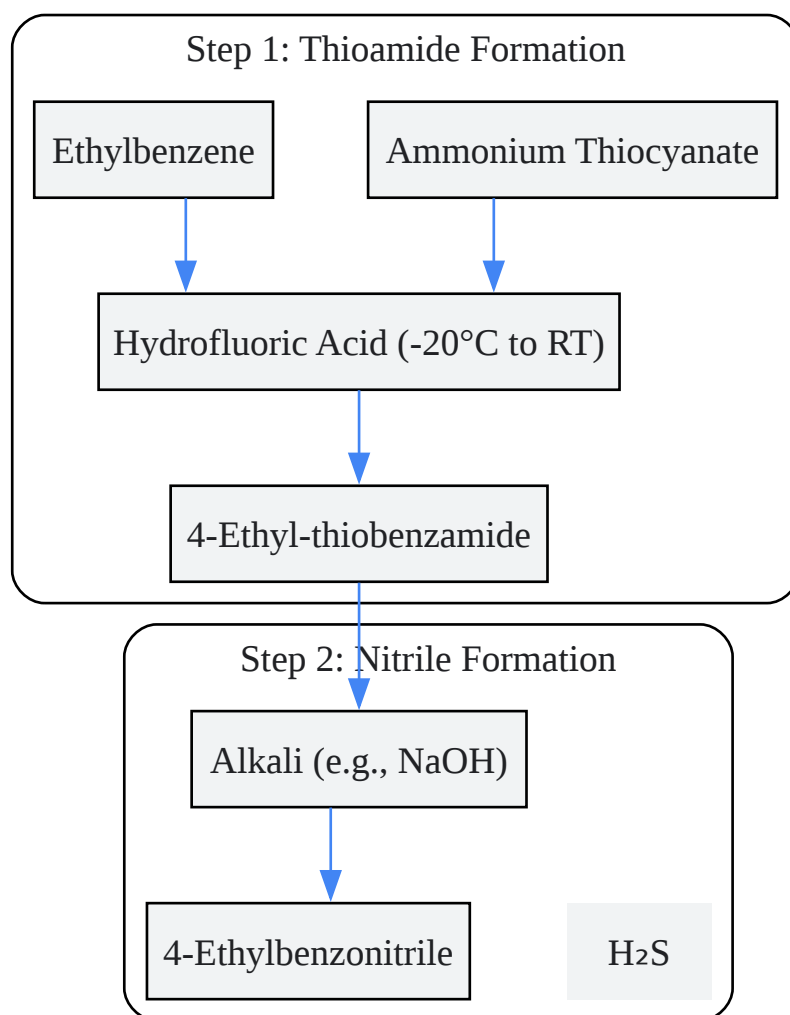 Step 1: Thioamide Formation
Ethylbenzene
Ammonium Thiocyanate
Hydrofluoric Acid (-20°C to RT)
4-Ethyl-thiobenzamide
Step 2: Nitrile Formation
Alkali (e.g., NaOH)
4-Ethylbenzonitrile
H₂S